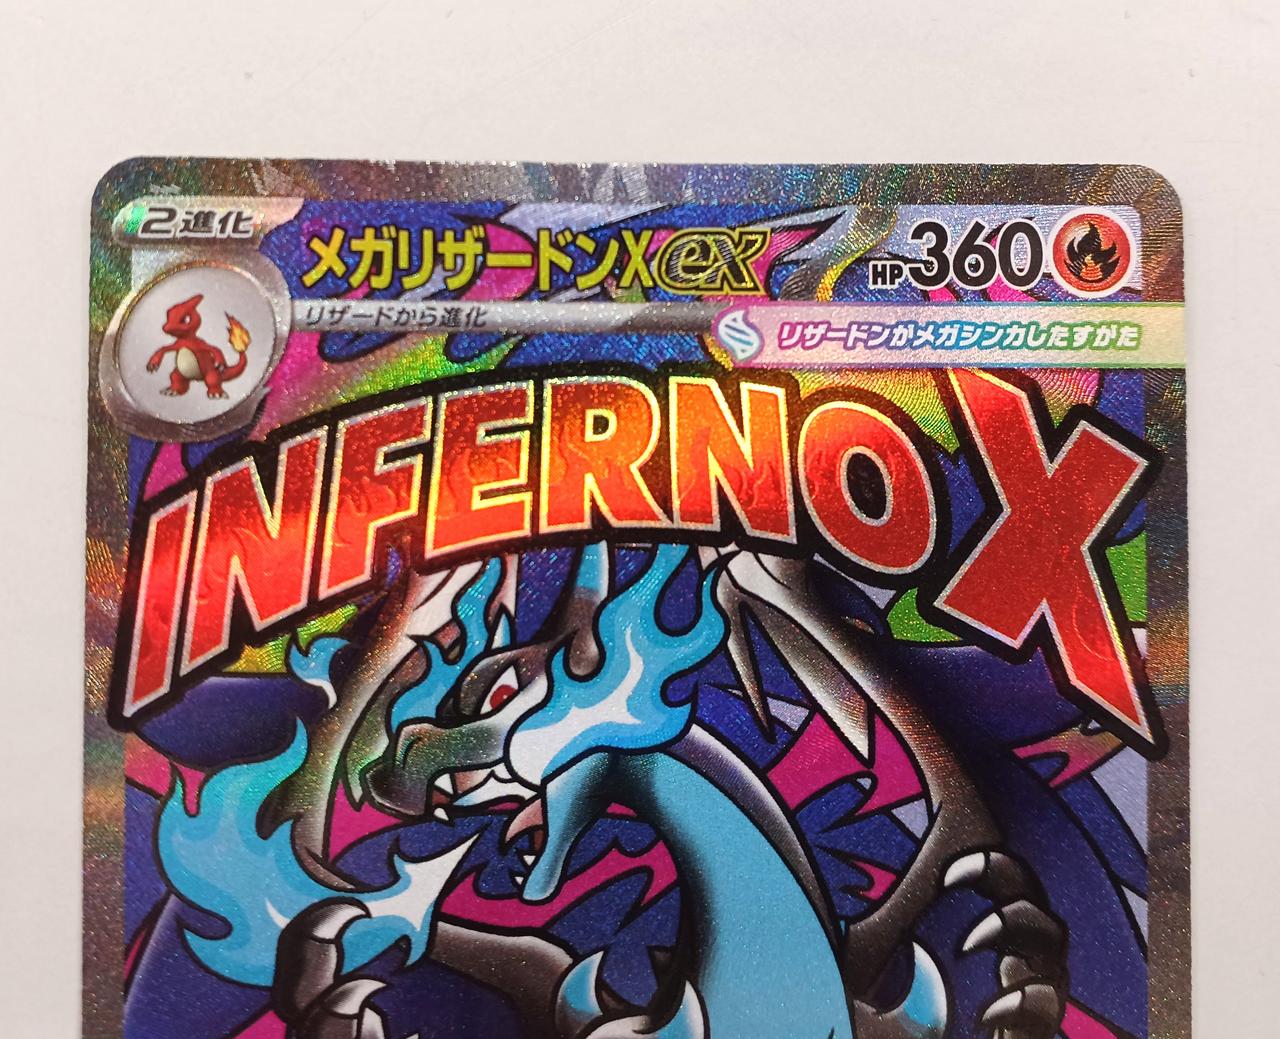 2進化
メガリザードンXex
HP360
リザードから進化
リザードンがメガシンカしたすがた
INFERNO X